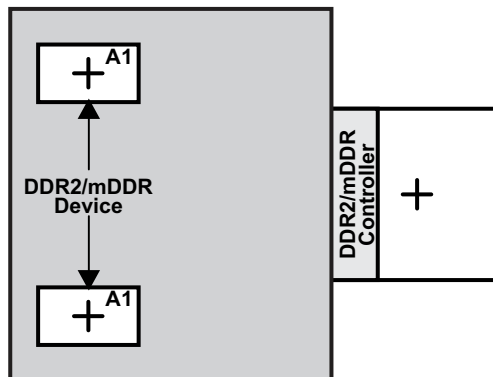 A1
DDR2/mDDR
Device
A1
DDR2/mDDR
Controller